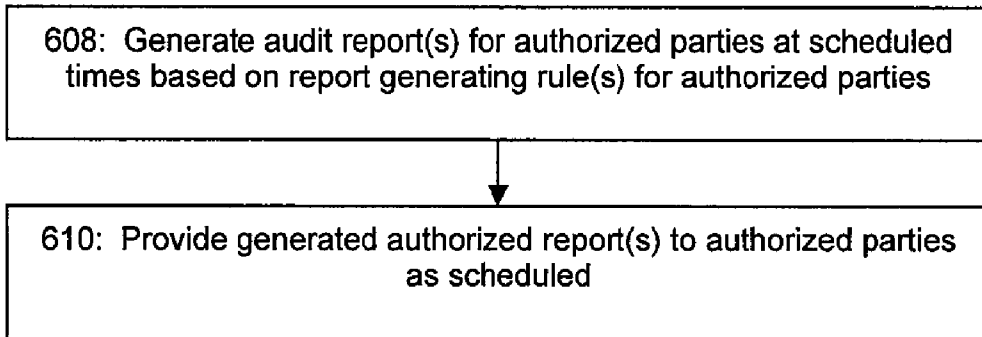 608: Generate audit report(s) for authorized parties at scheduled
times based on report generating rule(s) for authorized parties
610: Provide generated authorized report(s) to authorized parties
as scheduled